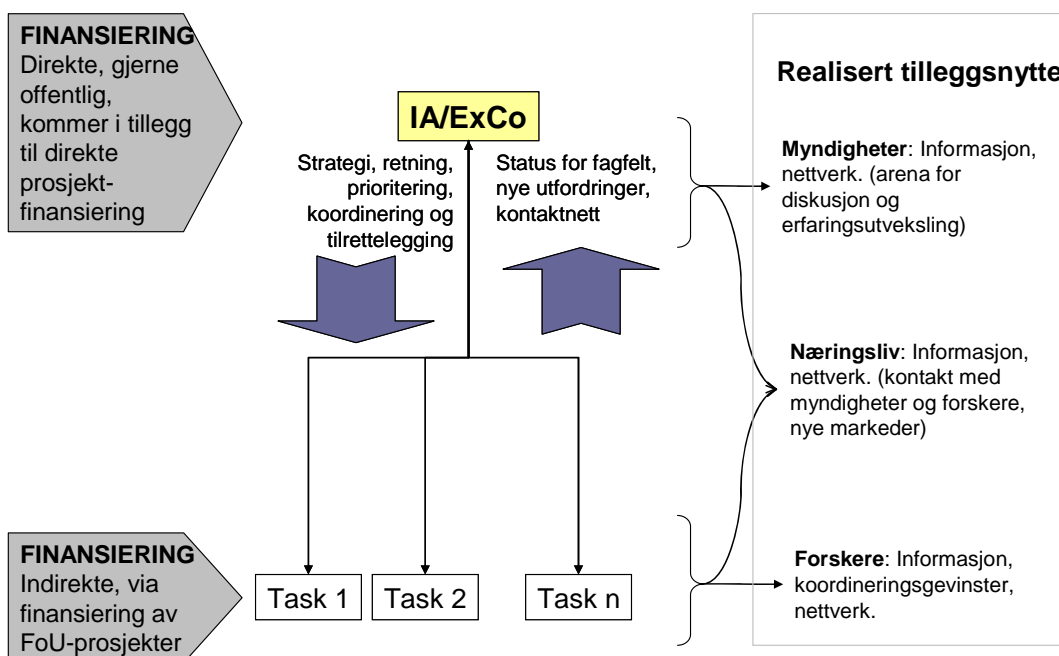 FINANSIERING
Direkte, gjerne
offentlig,
kommer i tillegg
til direkte
prosjekt-
finansiering
IA/ExCo
Strategi, retning,
prioritering,
koordinering og
tilrettelegging
Status for fagfelt,
nye utfordringer,
kontaktnett
Realisert tilleggsnytte
Myndigheter: Informasjon,
nettverk. (arena for
diskusjon og
erfaringsutveksling)
Næringsliv: Informasjon,
nettverk. (kontakt med
myndigheter og forskere,
nye markeder)
FINANSIERING
Indirekte, via
finansiering av
FoU-prosjekter
Task 1
Task 2
Task n
Forskere: Informasjon,
koordineringsgevinster,
nettverk.